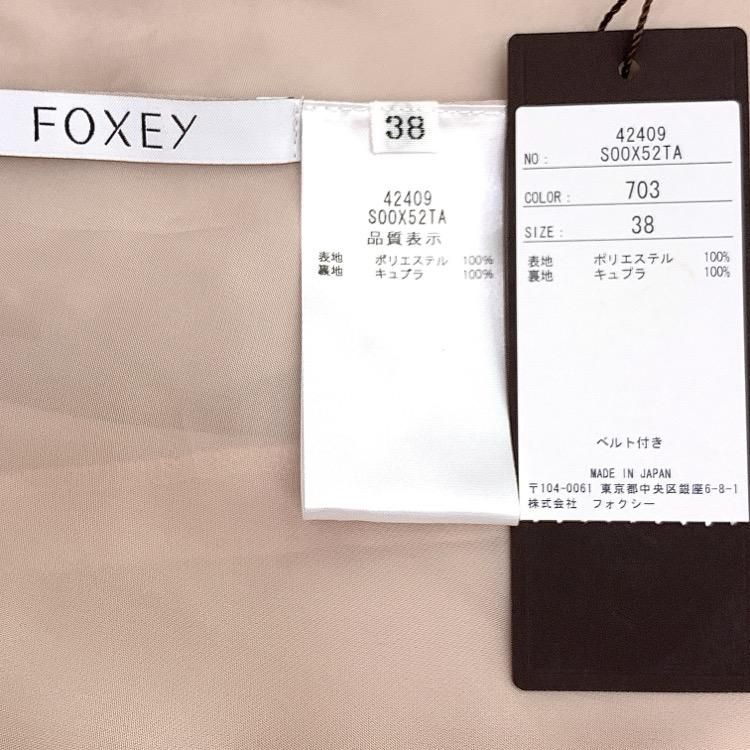 FOXEY
38
42409
S00X52TA
品質表示
表地 ポリエステル 100%
裏地 キュプラ 100%
42409
NO: S00X52TA
COLOR: 703
SIZE: 38
表地 ポリエステル 100%
裏地 キュプラ 100%
ベルト付き
MADE IN JAPAN
〒104-0061 東京都中央区銀座6-8-1
株式会社 フォクシー